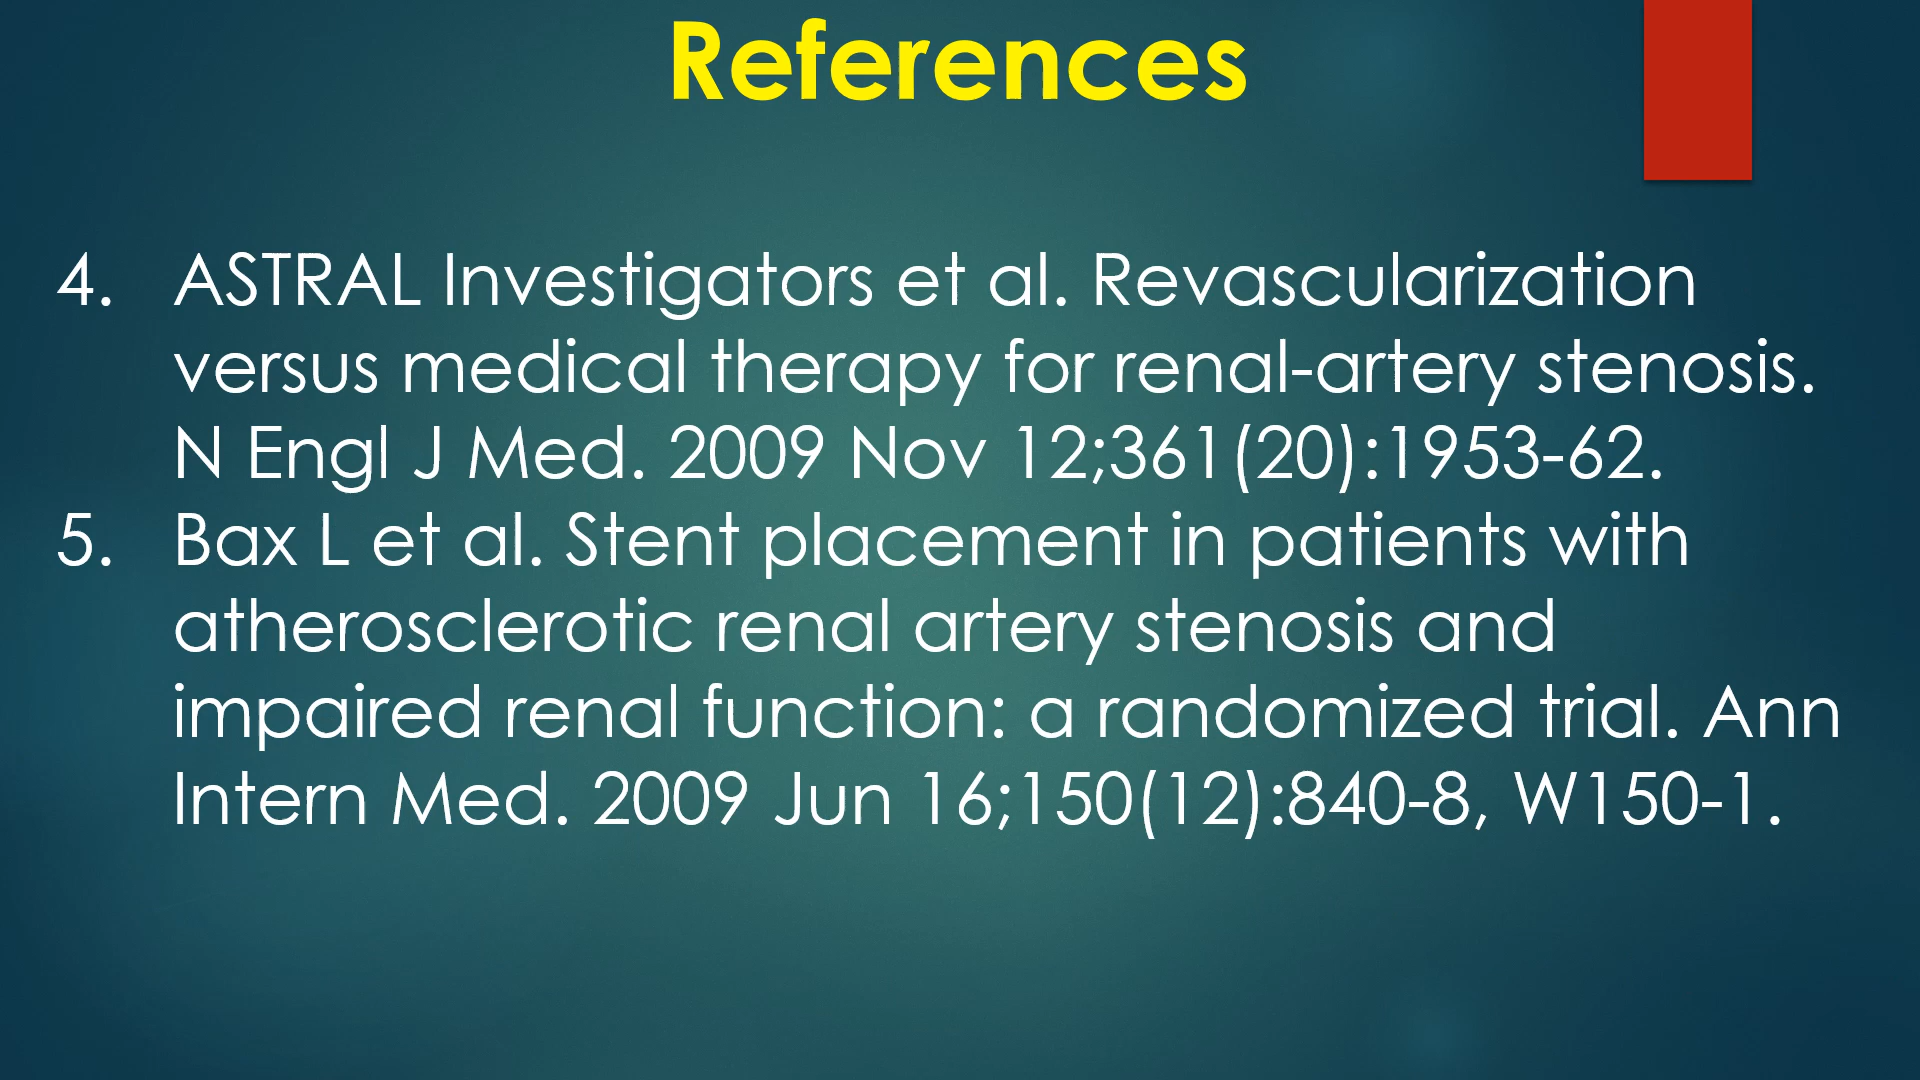 References
4. ASTRAL Investigators et al. Revascularization
versus medical therapy for renal-artery stenosis.
N Engl J Med. 2009 Nov 12;361(20):1953-62.
5. Bax L et al. Stent placement in patients with
atherosclerotic renal artery stenosis and
impaired renal function: a randomized trial. Ann
Intern Med. 2009 Jun 16;150(12):840-8, W150-1.